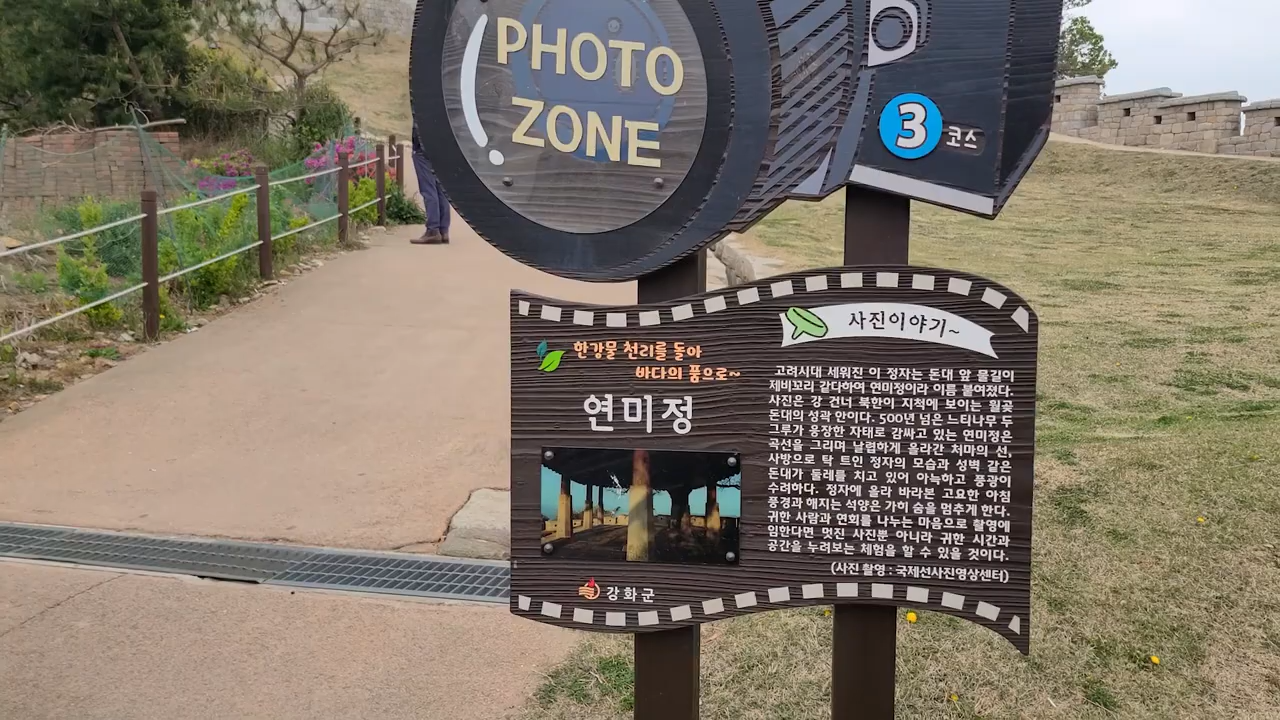 PHOTO
ZONE
3 코스
한강물 천리를 돌아
바다의 품으로~
연미정
강화군
사진이야기~
고려시대 세워진 이 정자는 돈대 앞 물길이
제비꼬리 같다하여 연미정이라 이름 붙여졌다.
사진은 강 건너 북한이 지척에 보이는 월곶
돈대의 성곽 안이다. 500년 넘은 느티나무 두
그루가 웅장한 자태로 감싸고 있는 연미정은
곡선을 그리며 날렵하게 올라간 처마의 선,
사방으로 탁 트인 정자의 모습과 성벽 같은
돈대가 둘레를 치고 있어 아늑하고 풍광이
수려하다. 정자에 올라 바라본 고요한 아침
풍경과 해지는 석양은 가히 숨을 멈추게 한다.
귀한 사람과 연회를 나누는 마음으로 촬영에
임한다면 멋진 사진뿐 아니라 귀한 시간과
공간을 누려보는 체험을 할 수 있을 것이다.
(사진 촬영 : 국제선사진영상센터)